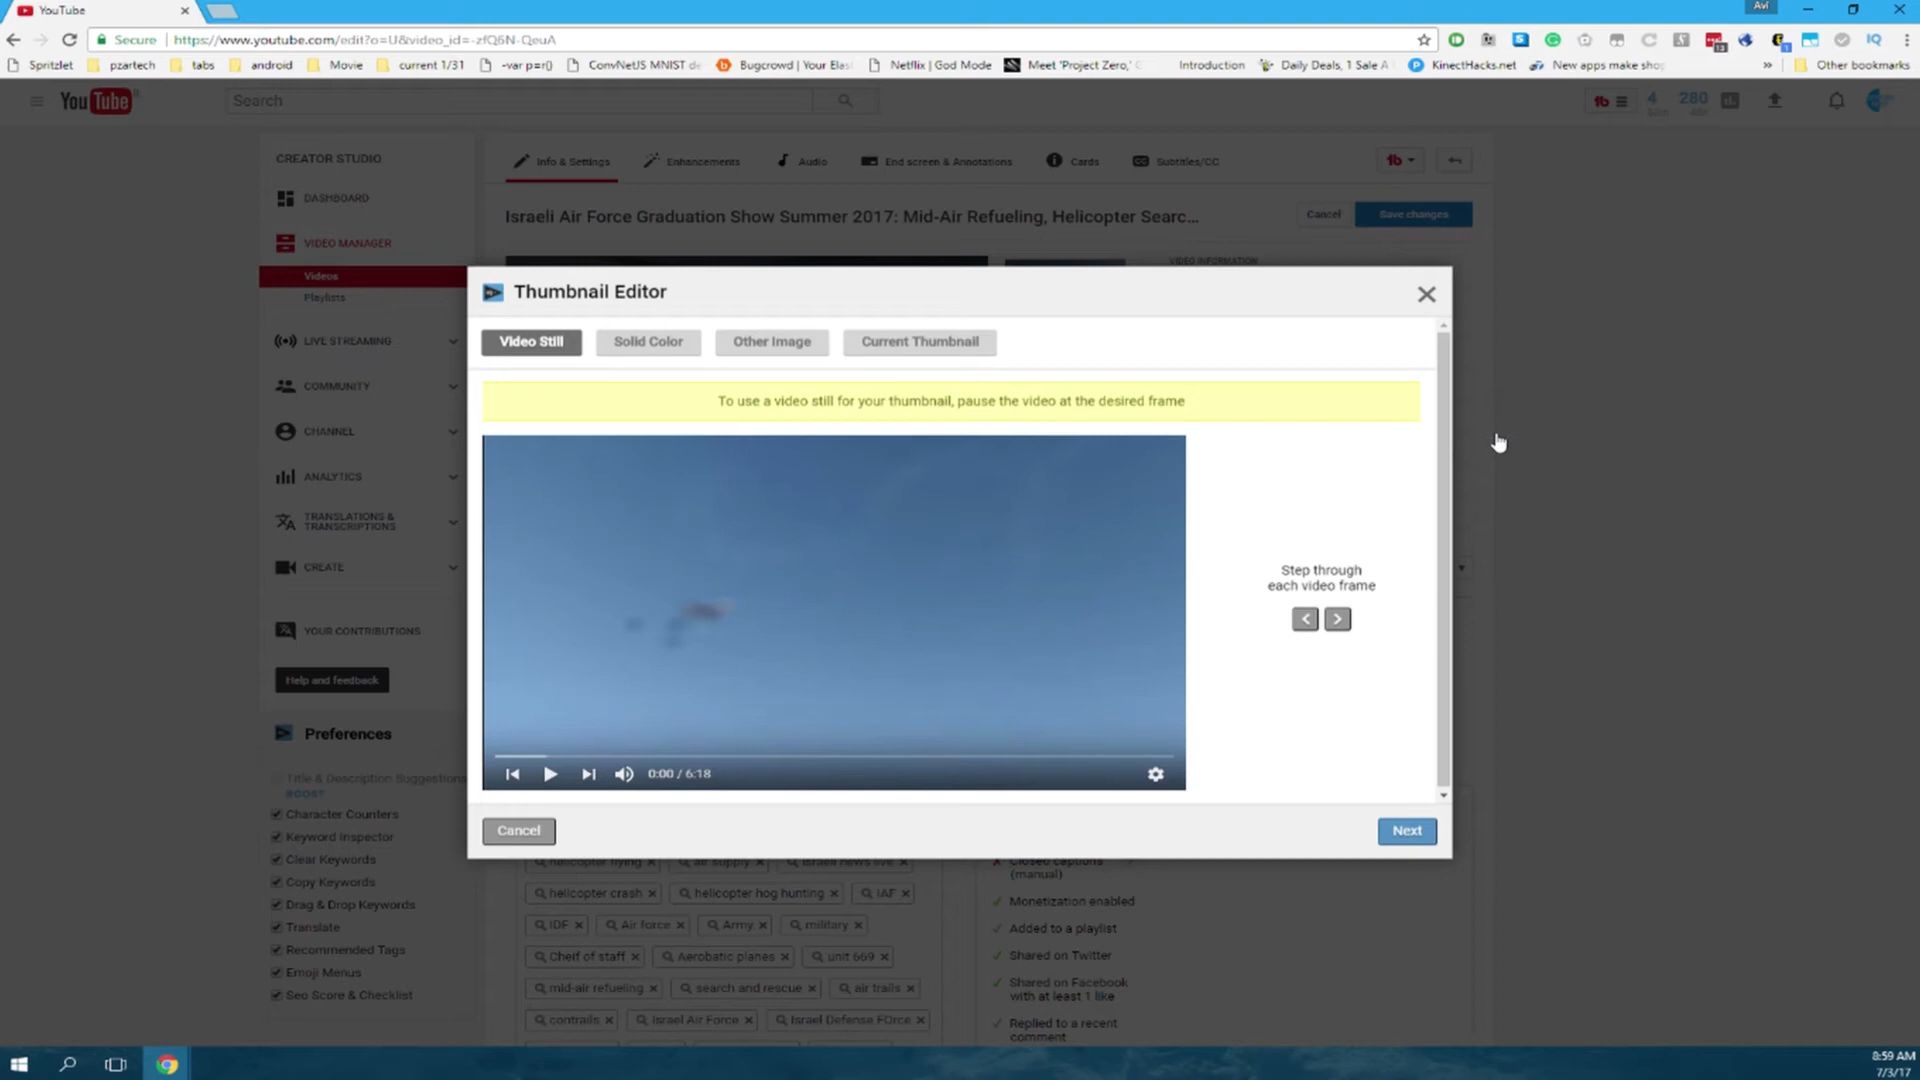 YouTube
Avi
Secure https://www.youtube.com/edit?o=U&video_id=-zfQ6N-QeuA
IQ
Spritzlet pzartech tabs android Movie current 1/31 -var p=r() ConvNetJS MNIST de Bugcrowd | Your Elas Netflix | God Mode Meet 'Project Zero,' Introduction Daily Deals, 1 Sale A KinectHacks.net New apps make shop » Other bookmarks
YouTube Search 4 280
CREATOR STUDIO
Info & Settings Enhancements Audio End screen & Annotations Cards Subtitles/CC
DASHBOARD
Israeli Air Force Graduation Show Summer 2017: Mid-Air Refueling, Helicopter Searc... Cancel Save changes
VIDEO MANAGER
Videos
Playlists
VIDEO INFORMATION
Thumbnail Editor
Video Still Solid Color Other Image Current Thumbnail
LIVE STREAMING
COMMUNITY
To use a video still for your thumbnail, pause the video at the desired frame
CHANNEL
ANALYTICS
TRANSLATIONS & TRANSCRIPTIONS
CREATE
Step through
each video frame
YOUR CONTRIBUTIONS
Help and feedback
Preferences
0:00 / 6:18
Title & Description Suggestions
BOOST
Character Counters
Cancel Next
Keyword Inspector
Clear Keywords
Copy Keywords
Drag & Drop Keywords
Translate
Recommended Tags
Emoji Menus
Seo Score & Checklist
helicopter flying air supply israeli news live
helicopter crash helicopter hog hunting IAF
IDF Air force Army military
Cheif of staff Aerobatic planes unit 669
mid-air refueling search and rescue air trails
contrails Israel Air Force Israel Defense FOrce
Closed captions
(manual)
Monetization enabled
Added to a playlist
Shared on Twitter
Shared on Facebook
with at least 1 like
Replied to a recent
comment
8:59 AM
7/3/17